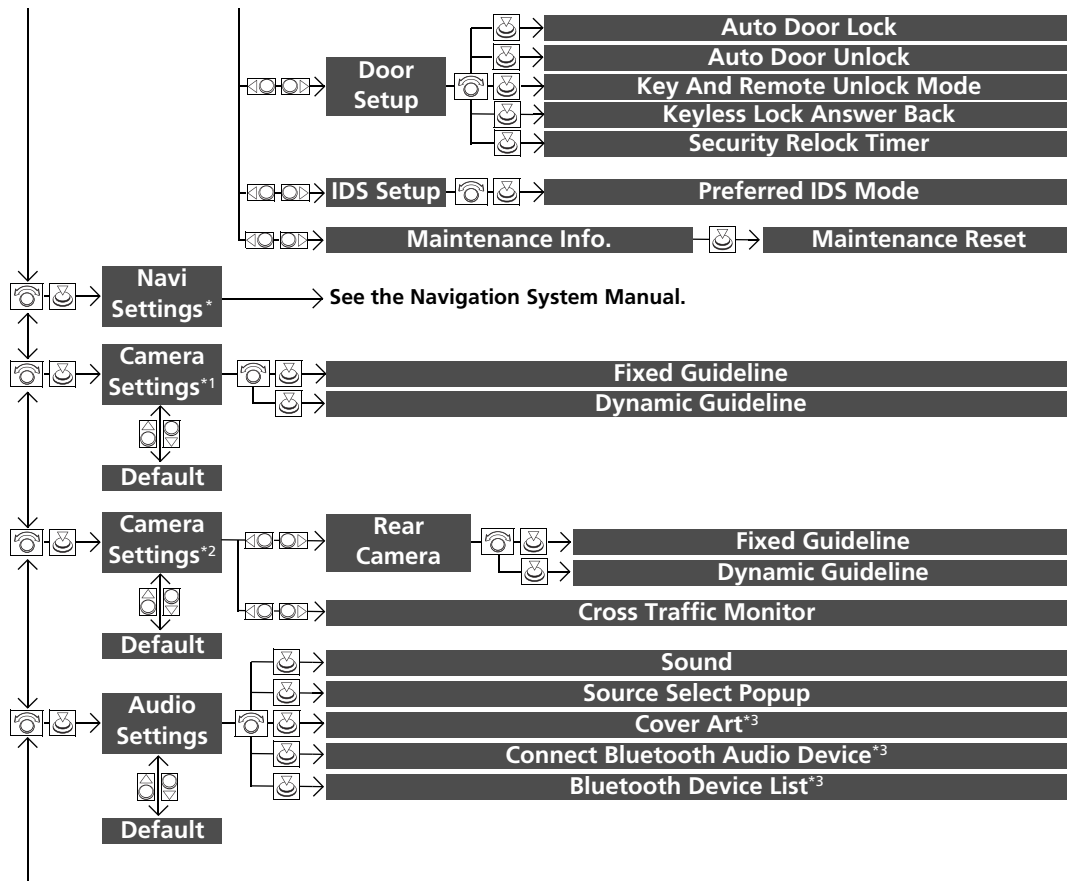 Auto Door Lock
Auto Door Unlock
Door
Setup
Key And Remote Unlock Mode
Keyless Lock Answer Back
Security Relock Timer
IDS Setup
Preferred IDS Mode
Maintenance Info.
Maintenance Reset
Navi
Settings*
See the Navigation System Manual.
Camera
Settings*1
Fixed Guideline
Dynamic Guideline
Default
Camera
Settings*2
Rear
Camera
Fixed Guideline
Dynamic Guideline
Cross Traffic Monitor
Default
Audio
Settings
Sound
Source Select Popup
Cover Art*3
Connect Bluetooth Audio Device*3
Bluetooth Device List*3
Default